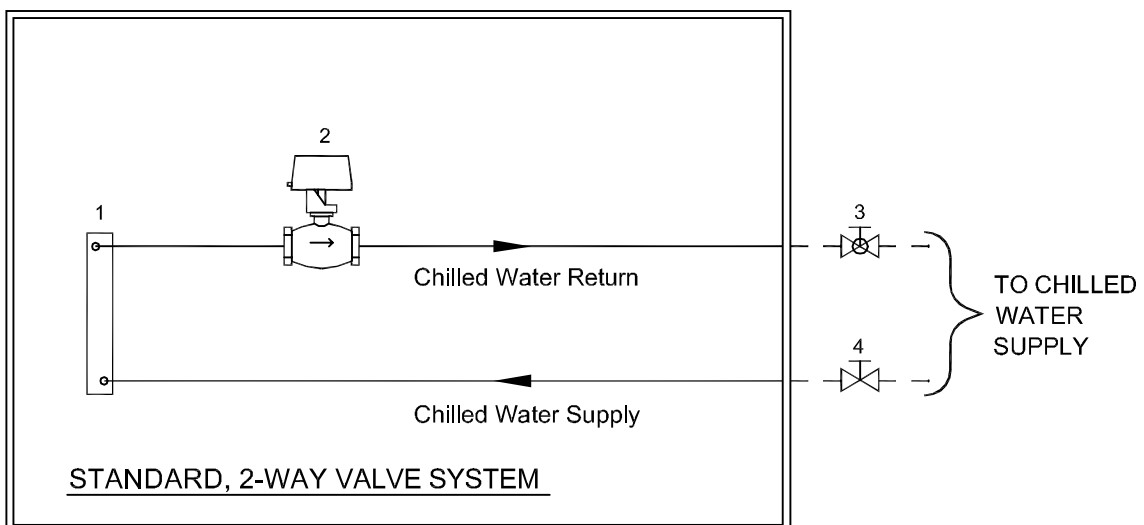 2
1
3
Chilled Water Return
TO CHILLED
WATER
SUPPLY
4
Chilled Water Supply
STANDARD, 2-WAY VALVE SYSTEM